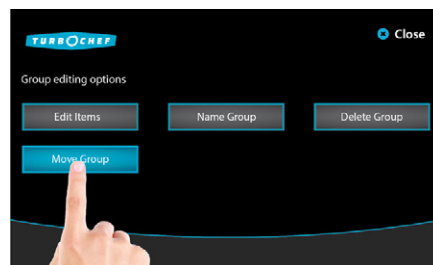 TURBOCHEF
Close
Group editing options
Edit Items
Name Group
Delete Group
Move Group